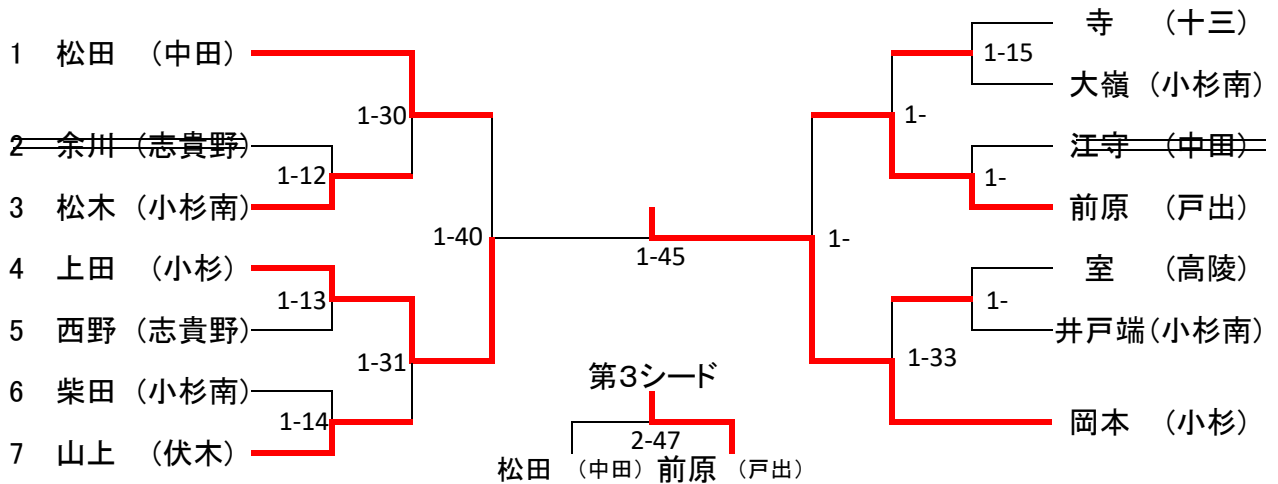 1 松田 （中田）
1-30
2 余川（志貴野）
1-12
3 松木（小杉南）
1-40
4 上田 （小杉）
1-13
5 西野（志貴野）
1-31
6 柴田（小杉南）
1-14
7 山上 （伏木）
1-45
第３シード
2-47
松田 （中田） 前原 （戸出）
寺 （十三）
1-15
大嶺（小杉南）
1-
江守 （中田）
1-
前原 （戸出）
1-
室 （高陵）
1-
井戸端（小杉南）
1-33
岡本 （小杉）